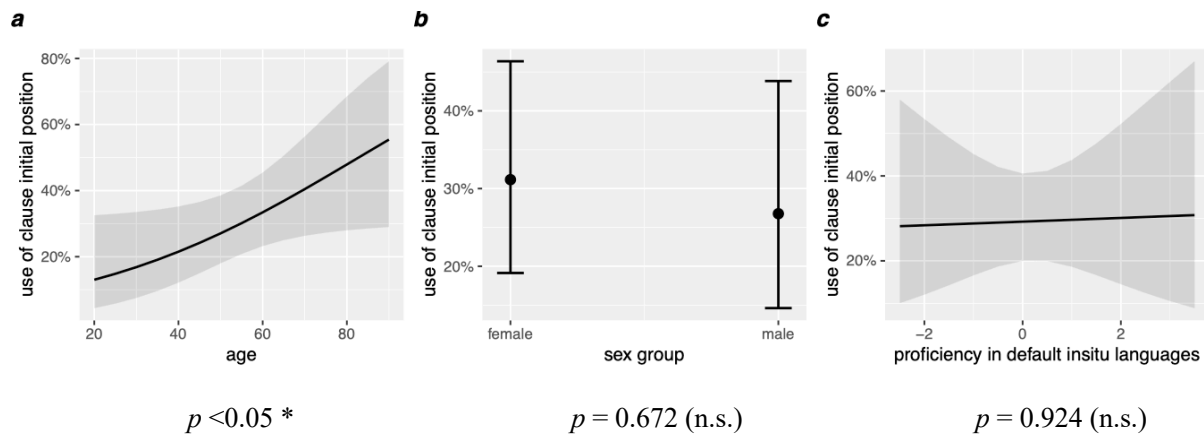 a
b
c
use of clause initial position
80%
60%
40%
20%
20
40
60
80
age
use of clause initial position
40%
30%
20%
female
male
sex group
use of clause initial position
60%
40%
20%
−2
0
2
proficiency in default insitu languages
p <0.05 *
p = 0.672 (n.s.)
p = 0.924 (n.s.)